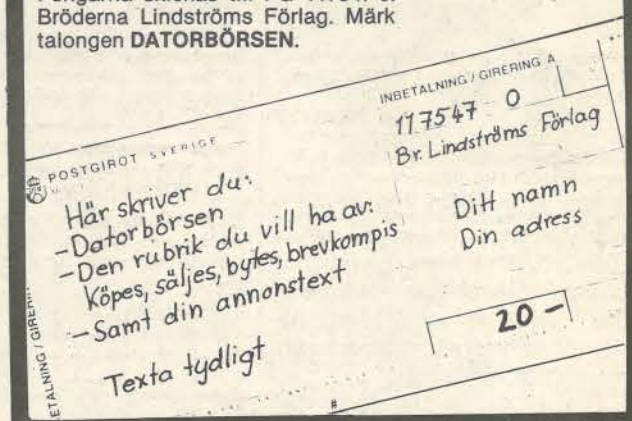 Bröderna Lindströms Förlag. Märk
talongen DATORBÖRSEN.
INBETALNING / GIRERING A
117547 - 0
Br. Lindströms Förlag
POSTGIROT SVERIGE
Här skriver du:
-Datorbörsen
-Den rubrik du vill ha av:
köpes, säljes, bytes, brevkompis
-Samt din annonstext
Texta tydligt
Ditt namn
Din adress
20 -
ETALNING / GIRERIN
#